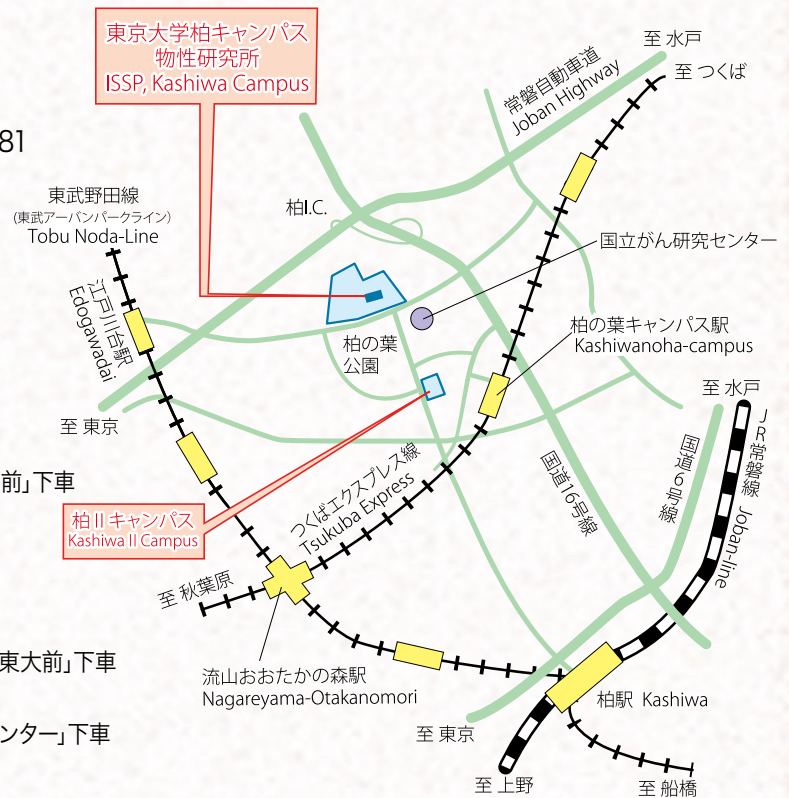 東京大学柏キャンパス
物性研究所
ISSP, Kashiwa Campus
至 水戸
至 つくば
常磐自動車道
Joban Highway
81
東武野田線
(東武アーバンパークライン)
Tobu Noda-Line
柏I.C.
国立がん研究センター
江戸川台駅
Edogawadai
柏の葉
公園
柏の葉キャンパス駅
Kashiwanoha-campus
至 水戸
至 東京
JR常磐線 Joban-line
国道6号線
国道16号線
前」下車
つくばエクスプレス線
Tsukuba Express
柏 II キャンパス
Kashiwa II Campus
至 秋葉原
東大前」下車
流山おおたかの森駅
Nagareyama-Otakanomori
柏駅 Kashiwa
ンター」下車
至 東京
至 上野
至 船橋